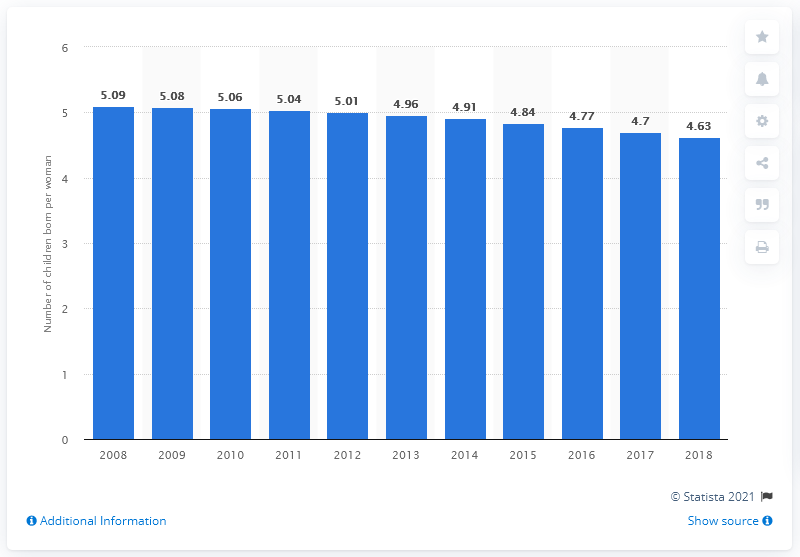 6
5
4
3
2
1
0
Number of children born per woman
5.09 5.08 5.06 5.04 5.01 4.96 4.91 4.84 4.77 4.7 4.63
2008 2009 2010 2011 2012 2013 2014 2015 2016 2017 2018
© Statista 2021
Additional Information
Show source